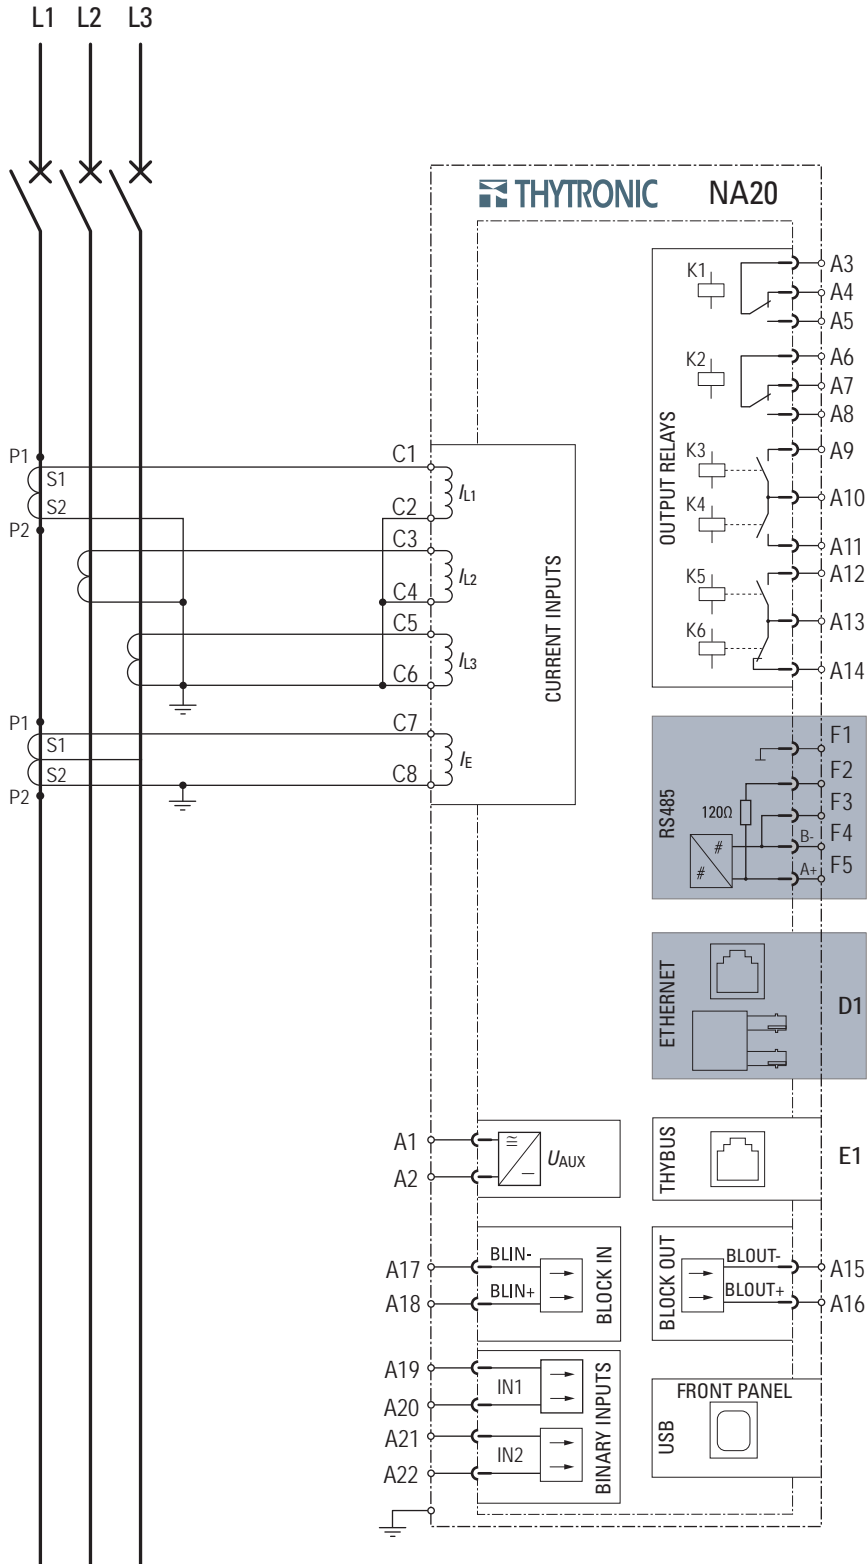 L1 L2 L3
THYTRONIC NA20
K1
A3
A4
A5
K2
A6
A7
A8
K3
A9
K4
A10
A11
K5
A12
K6
A13
A14
OUTPUT RELAYS
P1
S1
S2
P2
C1
C2
C3
C4
C5
C6
C7
C8
IL1
IL2
IL3
IE
CURRENT INPUTS
P1
S1
S2
P2
RS485
120Ω
#
#
B-
A+
F1
F2
F3
F4
F5
ETHERNET
D1
A1
A2
≅
UAUX
THYBUS
E1
A17
A18
BLIN-
BLIN+
BLOCK IN
BLOCK OUT
BLOUT-
BLOUT+
A15
A16
A19
A20
A21
A22
IN1
IN2
BINARY INPUTS
FRONT PANEL
USB